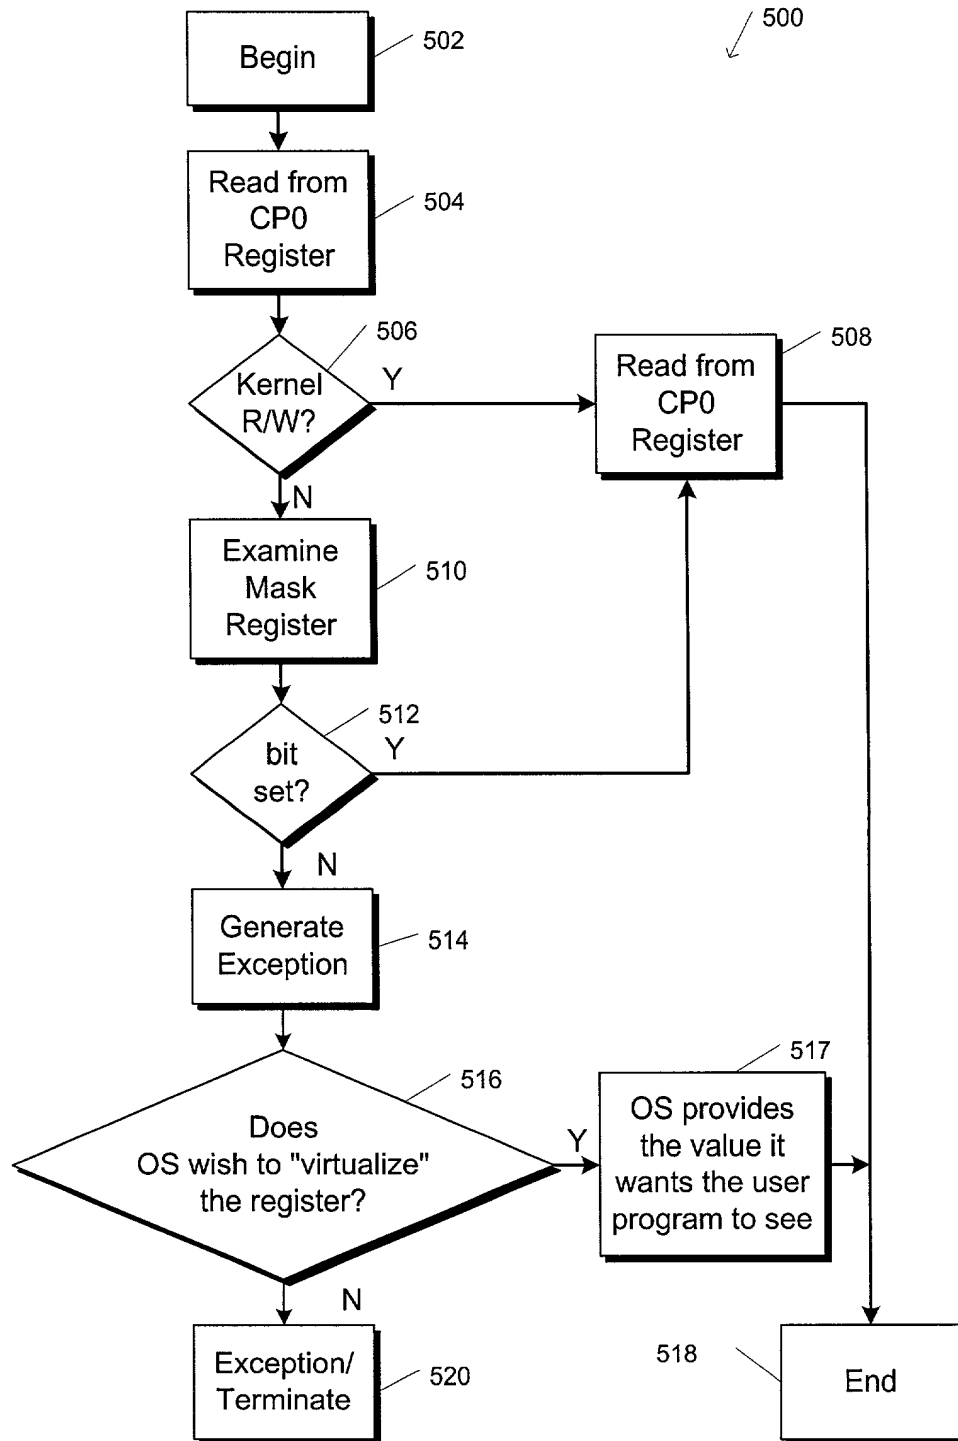 500
Begin
502
Read from
CP0
Register
504
506
Kernel
R/W?
Y
N
508
Read from
CP0
Register
Examine
Mask
Register
510
512
bit
set?
Y
N
Generate
Exception
514
516
Does
OS wish to "virtualize"
the register?
Y
N
517
OS provides
the value it
wants the user
program to see
Exception/
Terminate
520
518
End